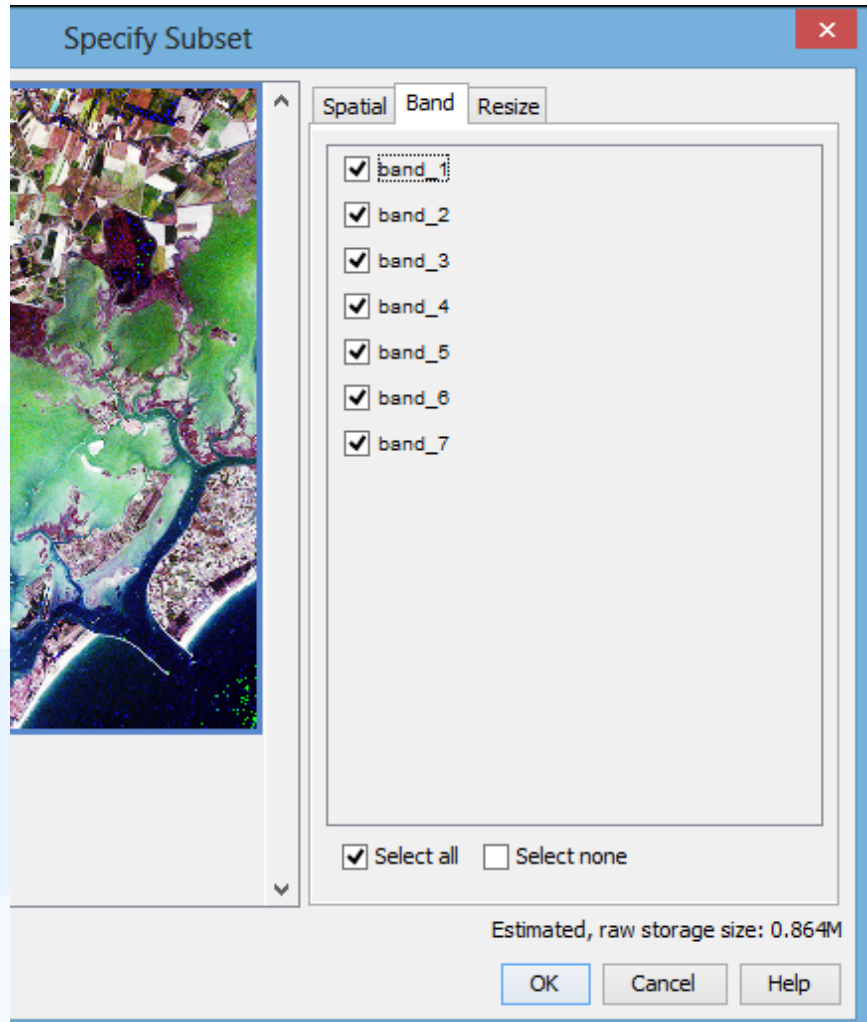 Specify Subset
Spatial Band Resize
band_1
band_2
band_3
band_4
band_5
band_6
band_7
Select all Select none
Estimated, raw storage size: 0.864M
OK Cancel Help